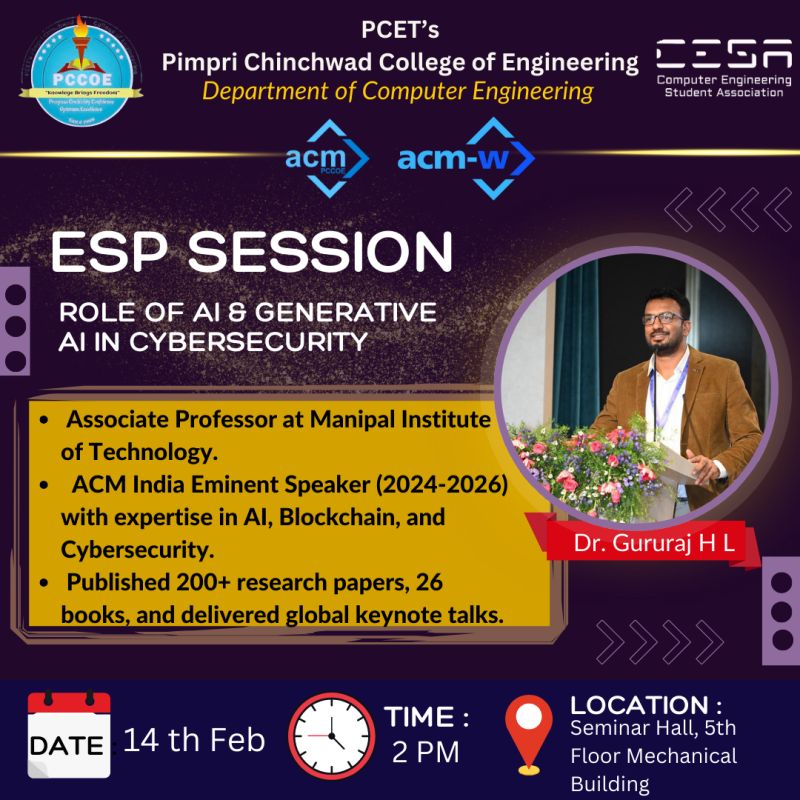 PCET's
Pimpri Chinchwad College of Engineering
Department of Computer Engineering
PCCOE
"Knowledge Brings Freedom"
Since 1999
CESA
Computer Engineering
Student Association
acm
PCCOE
acm-w
ESP SESSION
ROLE OF AI & GENERATIVE
AI IN CYBERSECURITY
• Associate Professor at Manipal Institute
of Technology.
• ACM India Eminent Speaker (2024-2026)
with expertise in AI, Blockchain, and
Cybersecurity.
• Published 200+ research papers, 26
books, and delivered global keynote talks.
Dr. Gururaj H L
DATE : 14 th Feb
TIME :
2 PM
LOCATION :
Seminar Hall, 5th
Floor Mechanical
Building